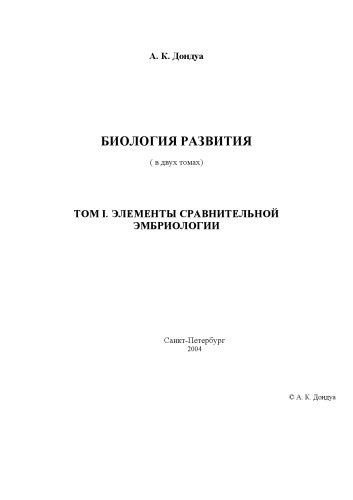 А. К. Дондуа
БИОЛОГИЯ РАЗВИТИЯ
( в двух томах)
ТОМ I. ЭЛЕМЕНТЫ СРАВНИТЕЛЬНОЙ
ЭМБРИОЛОГИИ
Санкт-Петербург
2004
© А. К. Дондуа